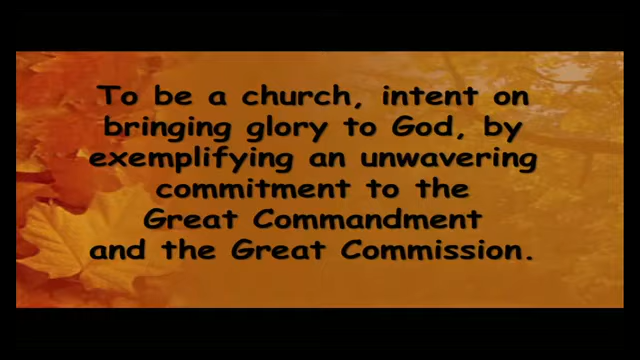 To be a church, intent on
bringing glory to God, by
exemplifying an unwavering
commitment to the
Great Commandment
and the Great Commission.